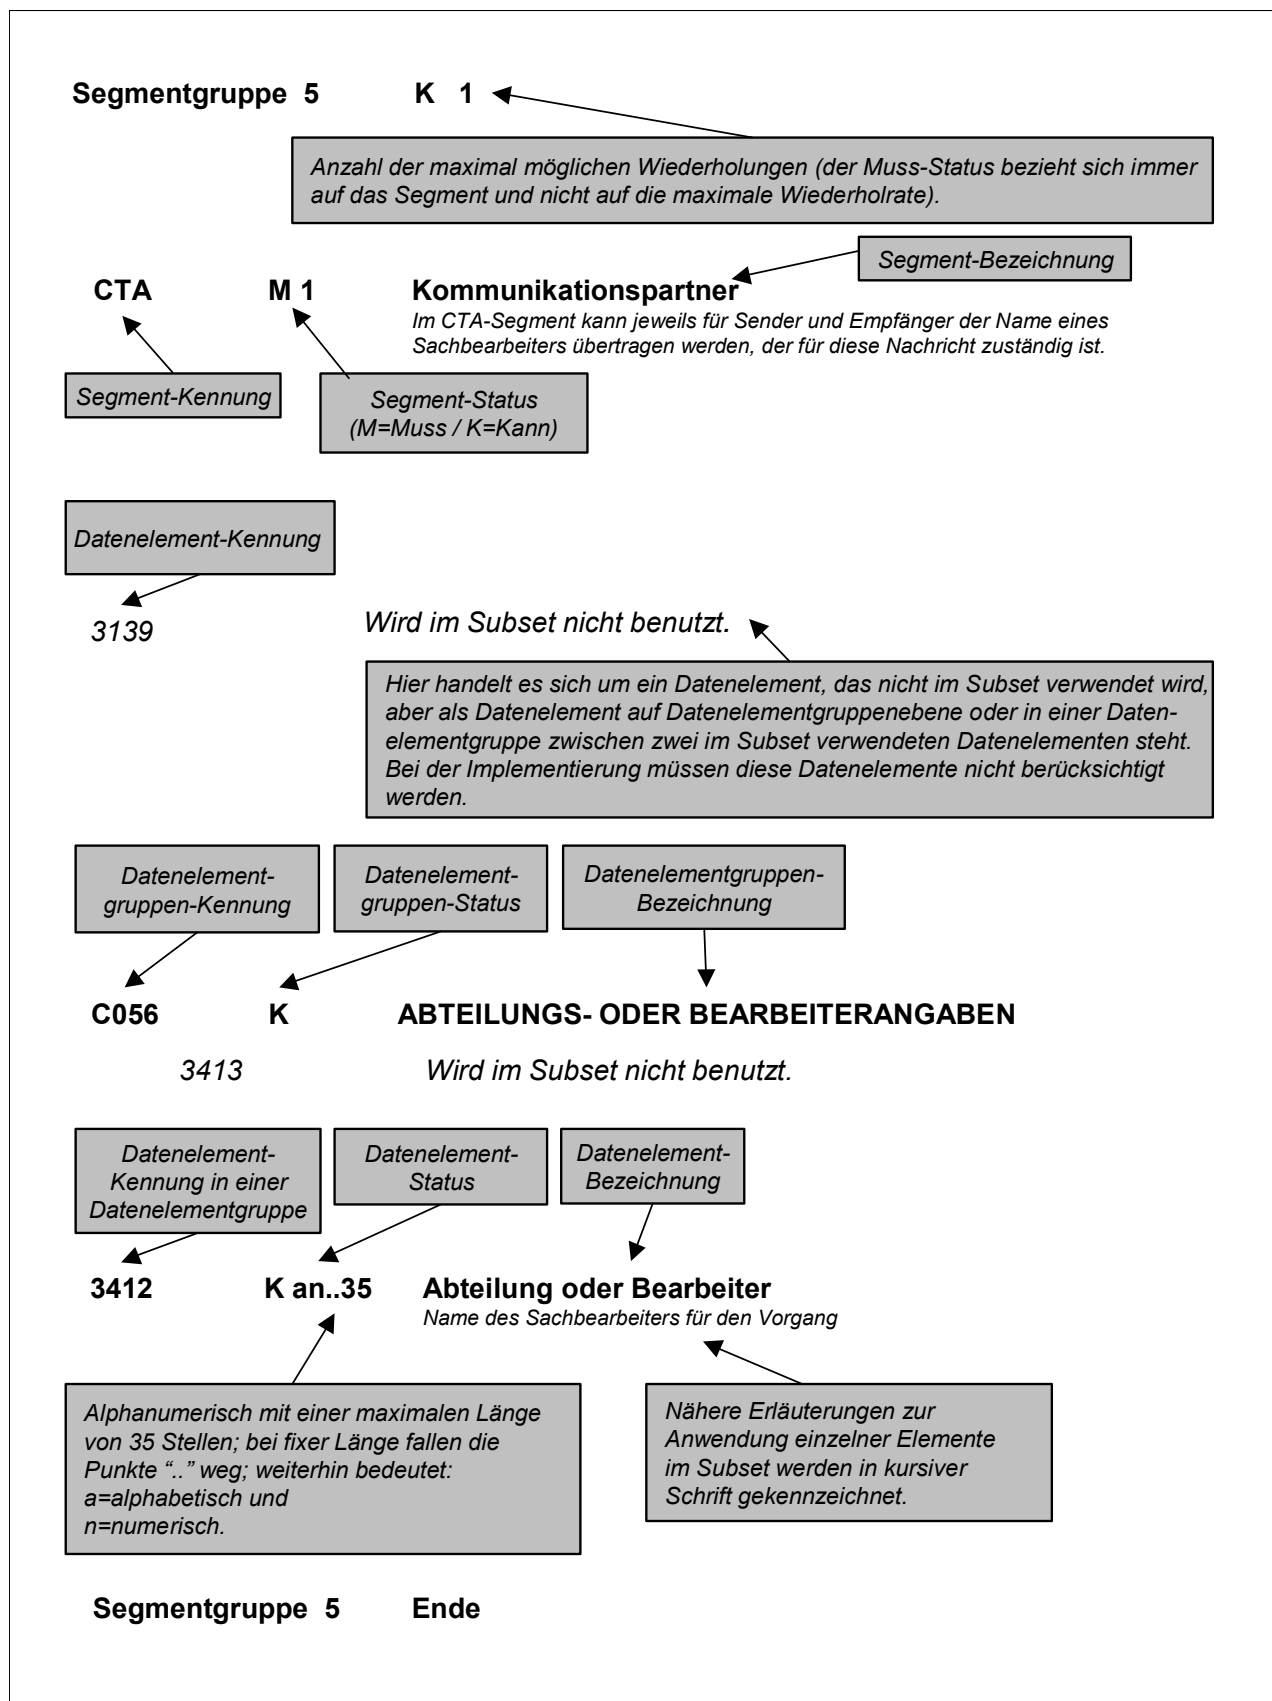 Segmentgruppe 5 K 1
Anzahl der maximal möglichen Wiederholungen (der Muss-Status bezieht sich immer
auf das Segment und nicht auf die maximale Wiederholrate).
Segment-Bezeichnung
CTA M 1 Kommunikationspartner
Im CTA-Segment kann jeweils für Sender und Empfänger der Name eines
Sachbearbeiters übertragen werden, der für diese Nachricht zuständig ist.
Segment-Kennung
Segment-Status
(M=Muss / K=Kann)
Datenelement-Kennung
3139 Wird im Subset nicht benutzt.
Hier handelt es sich um ein Datenelement, das nicht im Subset verwendet wird,
aber als Datenelement auf Datenelementgruppenebene oder in einer Daten-
elementgruppe zwischen zwei im Subset verwendeten Datenelementen steht.
Bei der Implementierung müssen diese Datenelemente nicht berücksichtigt
werden.
Datenelement-
gruppen-Kennung
Datenelement-
gruppen-Status
Datenelementgruppen-
Bezeichnung
C056 K ABTEILUNGS- ODER BEARBEITERANGABEN
3413 Wird im Subset nicht benutzt.
Datenelement-
Kennung in einer
Datenelementgruppe
Datenelement-
Status
Datenelement-
Bezeichnung
3412 K an..35 Abteilung oder Bearbeiter
Name des Sachbearbeiters für den Vorgang
Alphanumerisch mit einer maximalen Länge
von 35 Stellen; bei fixer Länge fallen die
Punkte “..” weg; weiterhin bedeutet:
a=alphabetisch und
n=numerisch.
Nähere Erläuterungen zur
Anwendung einzelner Elemente
im Subset werden in kursiver
Schrift gekennzeichnet.
Segmentgruppe 5 Ende